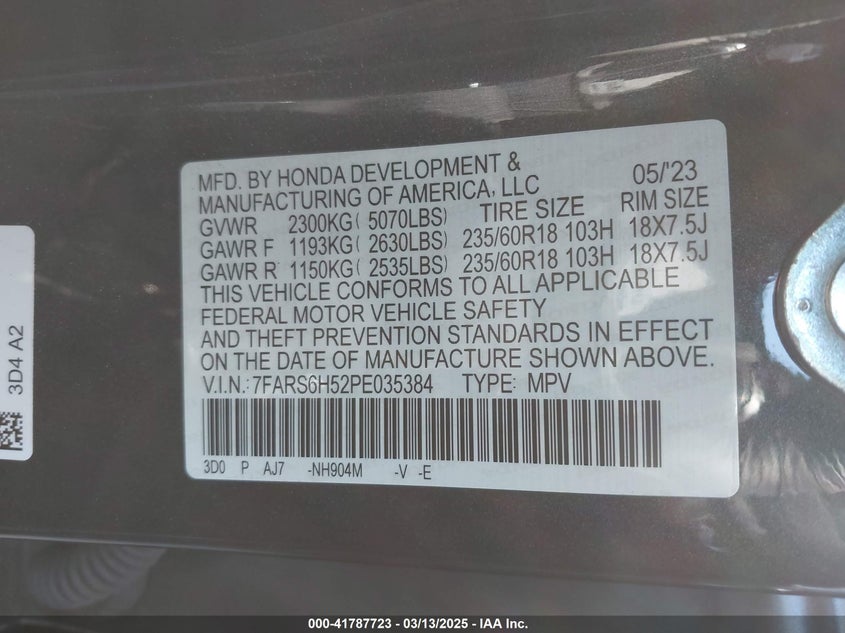 MFD. BY HONDA DEVELOPMENT & 05/'23
MANUFACTURING OF AMERICA, LLC
GVWR 2300KG( 5070LBS) TIRE SIZE RIM SIZE
GAWR F 1193KG( 2630LBS) 235/60R18 103H 18X7.5J
GAWR R 1150KG( 2535LBS) 235/60R18 103H 18X7.5J
THIS VEHICLE CONFORMS TO ALL APPLICABLE
FEDERAL MOTOR VEHICLE SAFETY
AND THEFT PREVENTION STANDARDS IN EFFECT
ON THE DATE OF MANUFACTURE SHOWN ABOVE.
V.I.N.:7FARS6H52PE035384 TYPE: MPV
3D0 P AJ7 -NH904M -V -E
3D4 A2
000-41787723 - 03/13/2025 - IAA Inc.